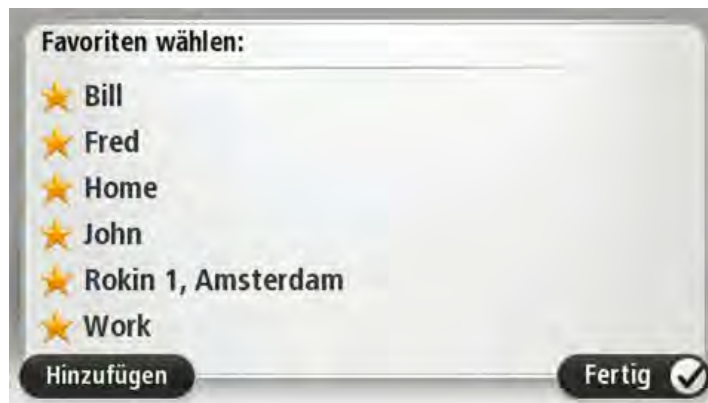 Favoriten wählen:
Bill
Fred
Home
John
Rokin 1, Amsterdam
Work
Hinzufügen
Fertig